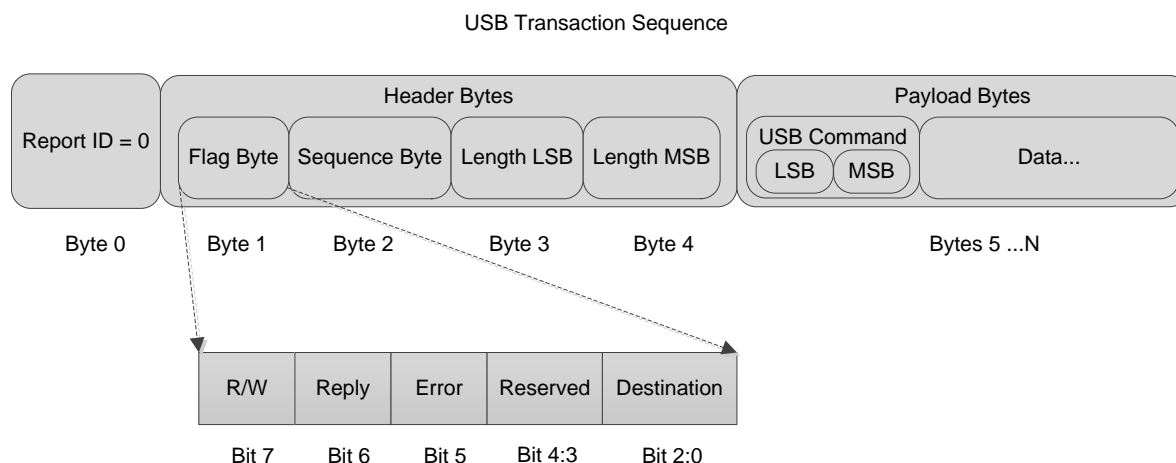 USB Transaction Sequence
Report ID = 0
Header Bytes
Payload Bytes
Flag Byte
Sequence Byte
Length LSB
Length MSB
USB Command
LSB
MSB
Data...
Byte 0
Byte 1
Byte 2
Byte 3
Byte 4
Bytes 5 ...N
R/W
Reply
Error
Reserved
Destination
Bit 7
Bit 6
Bit 5
Bit 4:3
Bit 2:0